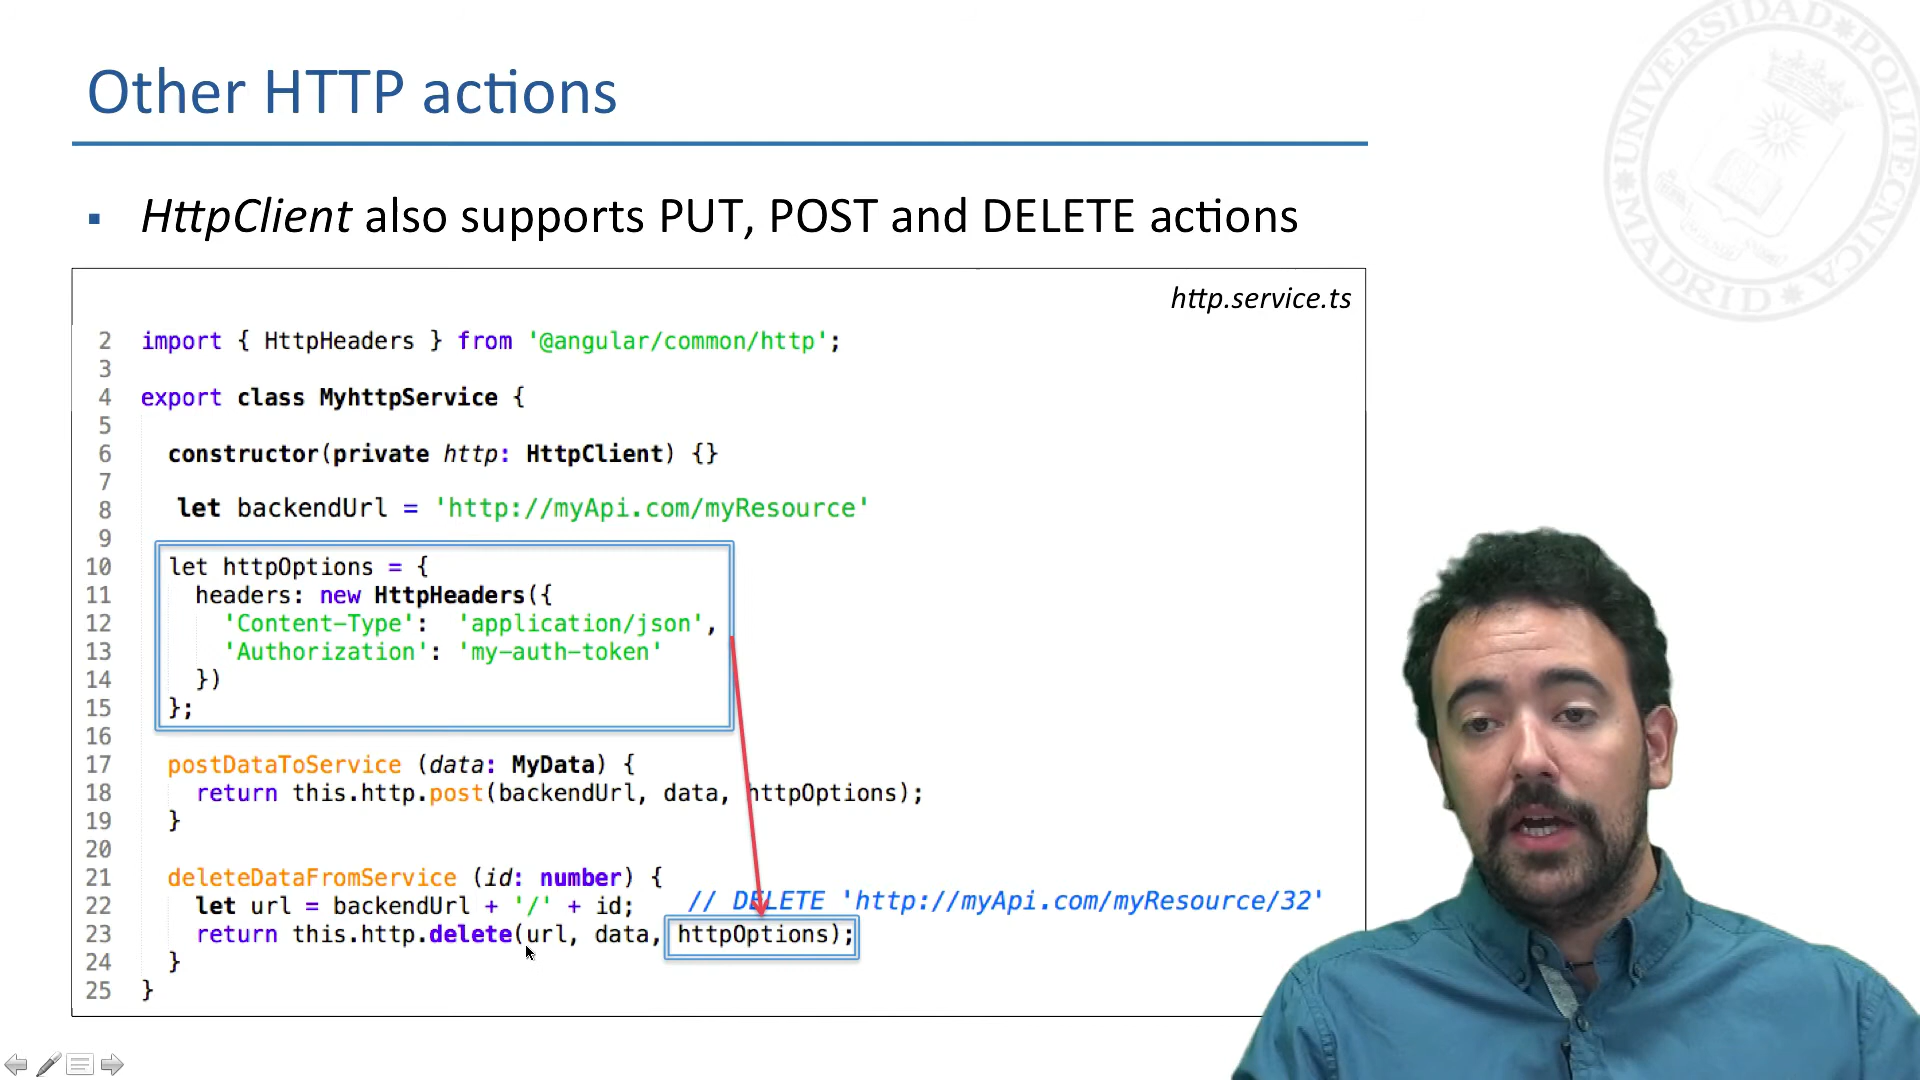 Other HTTP actions
UNIVERSIDAD POLITÉCNICA
MADRID
▪ HttpClient also supports PUT, POST and DELETE actions
http.service.ts
2 import { HttpHeaders } from '@angular/common/http';
3
4 export class MyhttpService {
5
6 constructor(private http: HttpClient) {}
7
8 let backendUrl = 'http://myApi.com/myResource'
9
10 let httpOptions = {
11 headers: new HttpHeaders({
12 'Content-Type': 'application/json',
13 'Authorization': 'my-auth-token'
14 })
15 };
16
17 postDataToService (data: MyData) {
18 return this.http.post(backendUrl, data, httpOptions);
19 }
20
21 deleteDataFromService (id: number) {
22 let url = backendUrl + '/' + id; // DELETE 'http://myApi.com/myResource/32'
23 return this.http.delete(url, data, httpOptions);
24 }
25 }